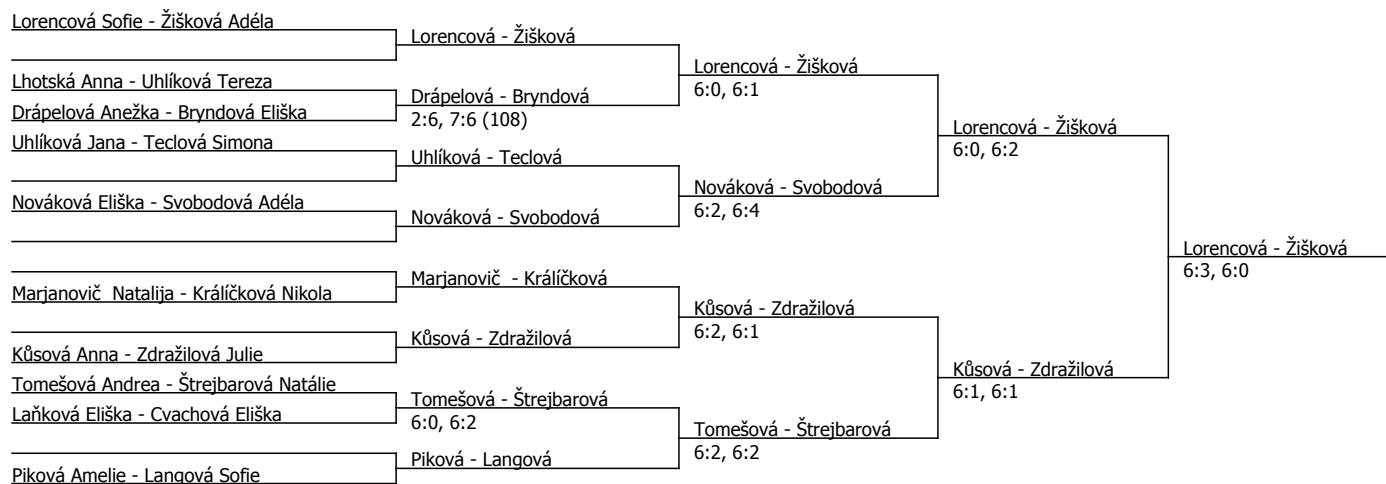 Lorencová Sofie - Žišková Adéla
Lhotská Anna - Uhlíková Tereza
Drápelová Anežka - Bryndová Eliška
Uhlíková Jana - Teclová Simona
Nováková Eliška - Svobodová Adéla
Marjanovič  Natalija - Králíčková Nikola
Kůsová Anna - Zdražilová Julie
Tomešová Andrea - Štrejbarová Natálie
Laňková Eliška - Cvachová Eliška
Piková Amelie - Langová Sofie
Lorencová - Žišková
Drápelová - Bryndová
2:6, 7:6 (108)
Uhlíková - Teclová
Nováková - Svobodová
Marjanovič  - Králíčková
Kůsová - Zdražilová
Tomešová - Štrejbarová
6:0, 6:2
Piková - Langová
Lorencová - Žišková
6:0, 6:1
Nováková - Svobodová
6:2, 6:4
Kůsová - Zdražilová
6:2, 6:1
Tomešová - Štrejbarová
6:2, 6:2
Lorencová - Žišková
6:0, 6:2
Kůsová - Zdražilová
6:1, 6:1
Lorencová - Žišková
6:3, 6:0